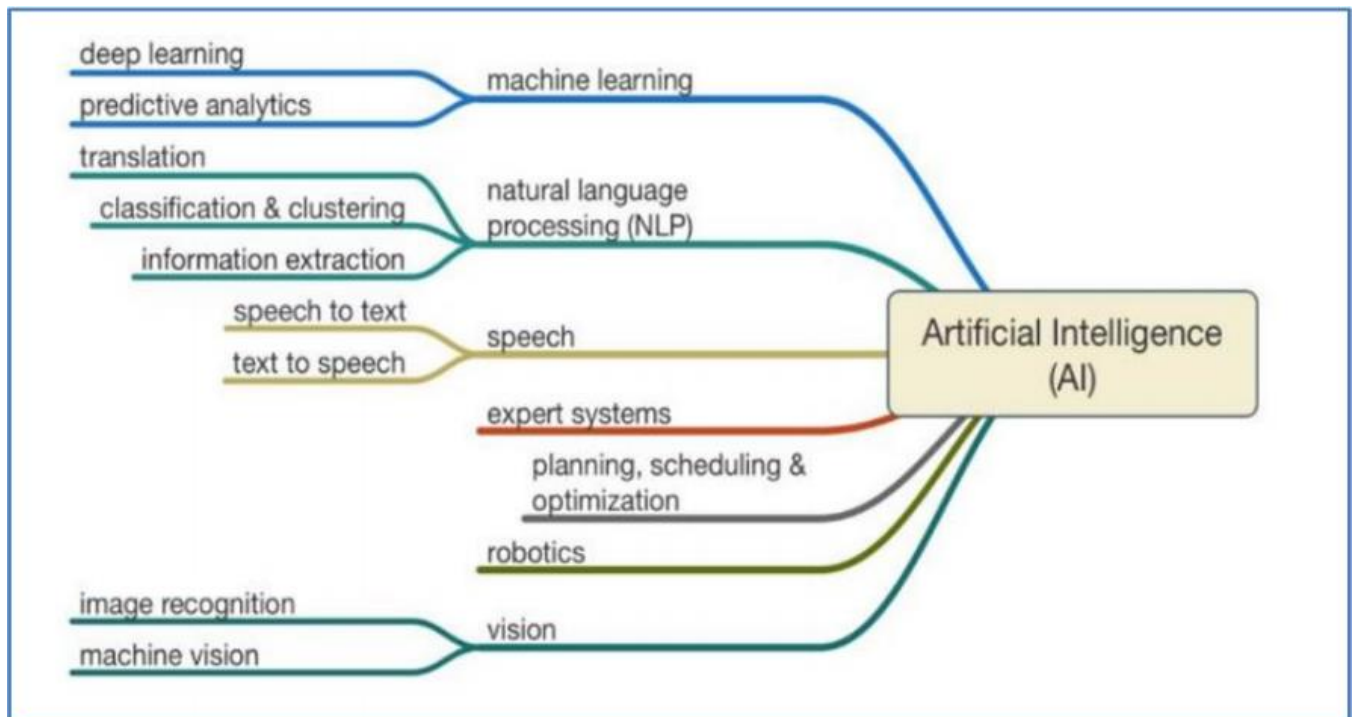 deep learning
predictive analytics
machine learning
translation
classification & clustering
information extraction
natural language
processing (NLP)
speech to text
text to speech
speech
expert systems
planning, scheduling &
optimization
robotics
image recognition
machine vision
vision
Artificial Intelligence
(AI)